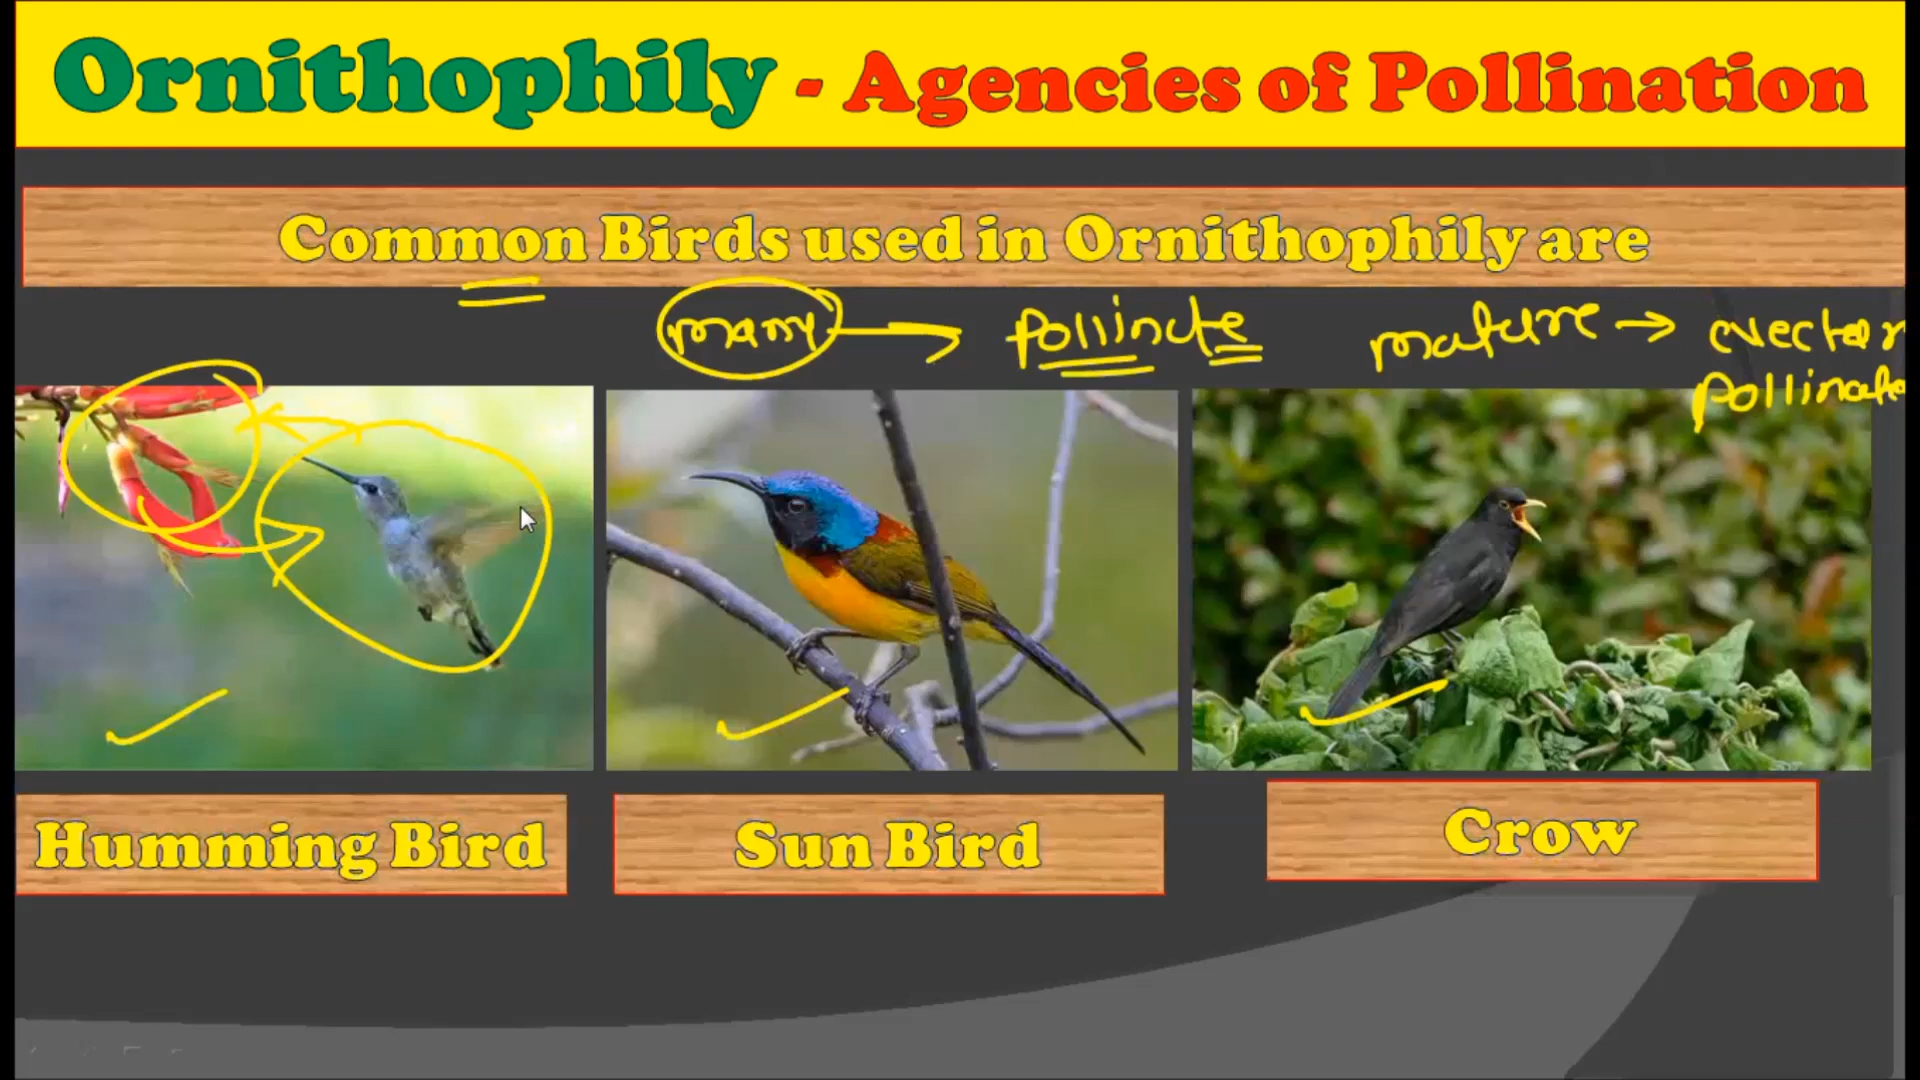 Ornithophily - Agencies of Pollination
Common Birds used in Ornithophily are
many → pollinate mature → nectar
pollinate
Humming Bird
Sun Bird
Crow